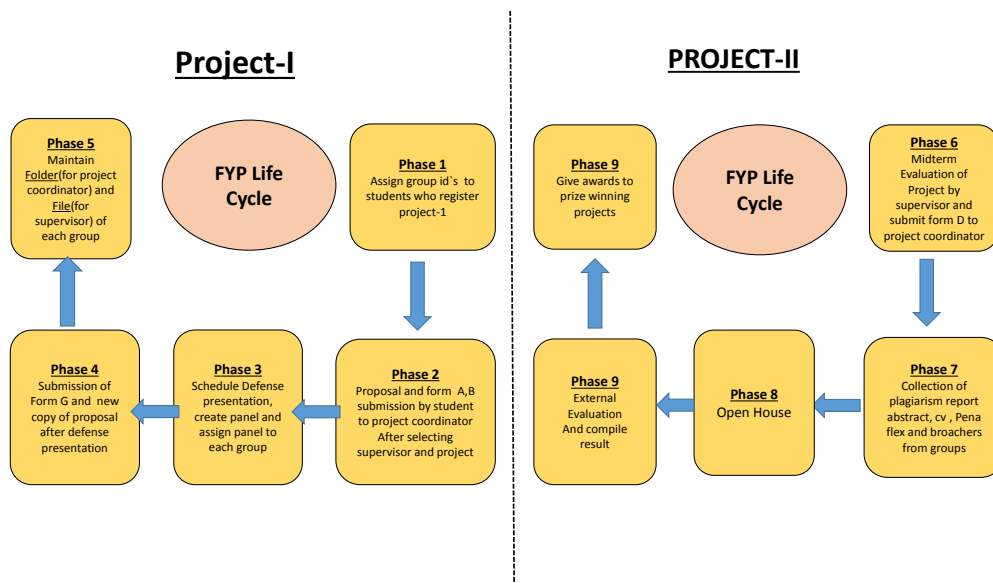 Project-I
FYP Life
Cycle
Phase 1
Assign group id`s to
students who register
project-1
Phase 2
Proposal and form A,B
submission by student
to project coordinator
After selecting
supervisor and project
Phase 3
Schedule Defense
presentation,
create panel and
assign panel to
each group
Phase 4
Submission of
Form G and new
copy of proposal
after defense
presentation
Phase 5
Maintain
Folder(for project
coordinator) and
File(for
supervisor) of
each group
PROJECT-II
FYP Life
Cycle
Phase 6
Midterm
Evaluation of
Project by
supervisor and
submit form D to
project coordinator
Phase 7
Collection of
plagiarism report
abstract, cv , Pena
flex and broachers
from groups
Phase 8
Open House
Phase 9
External
Evaluation
And compile
result
Phase 9
Give awards to
prize winning
projects